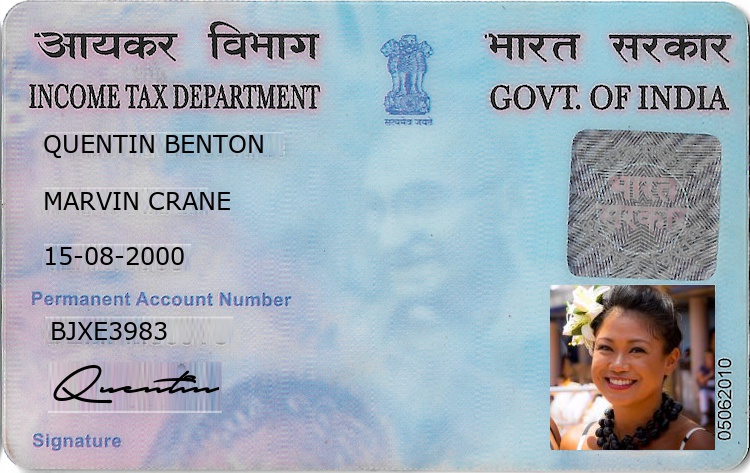 आयकर विभाग
भारत सरकार
INCOME TAX DEPARTMENT
GOVT. OF INDIA
सत्यमेव जयते
QUENTIN BENTON
MARVIN CRANE
15-08-2000
भारत
सरकार
Permanent Account Number
BJXE3983
Quentin
Signature
05062010